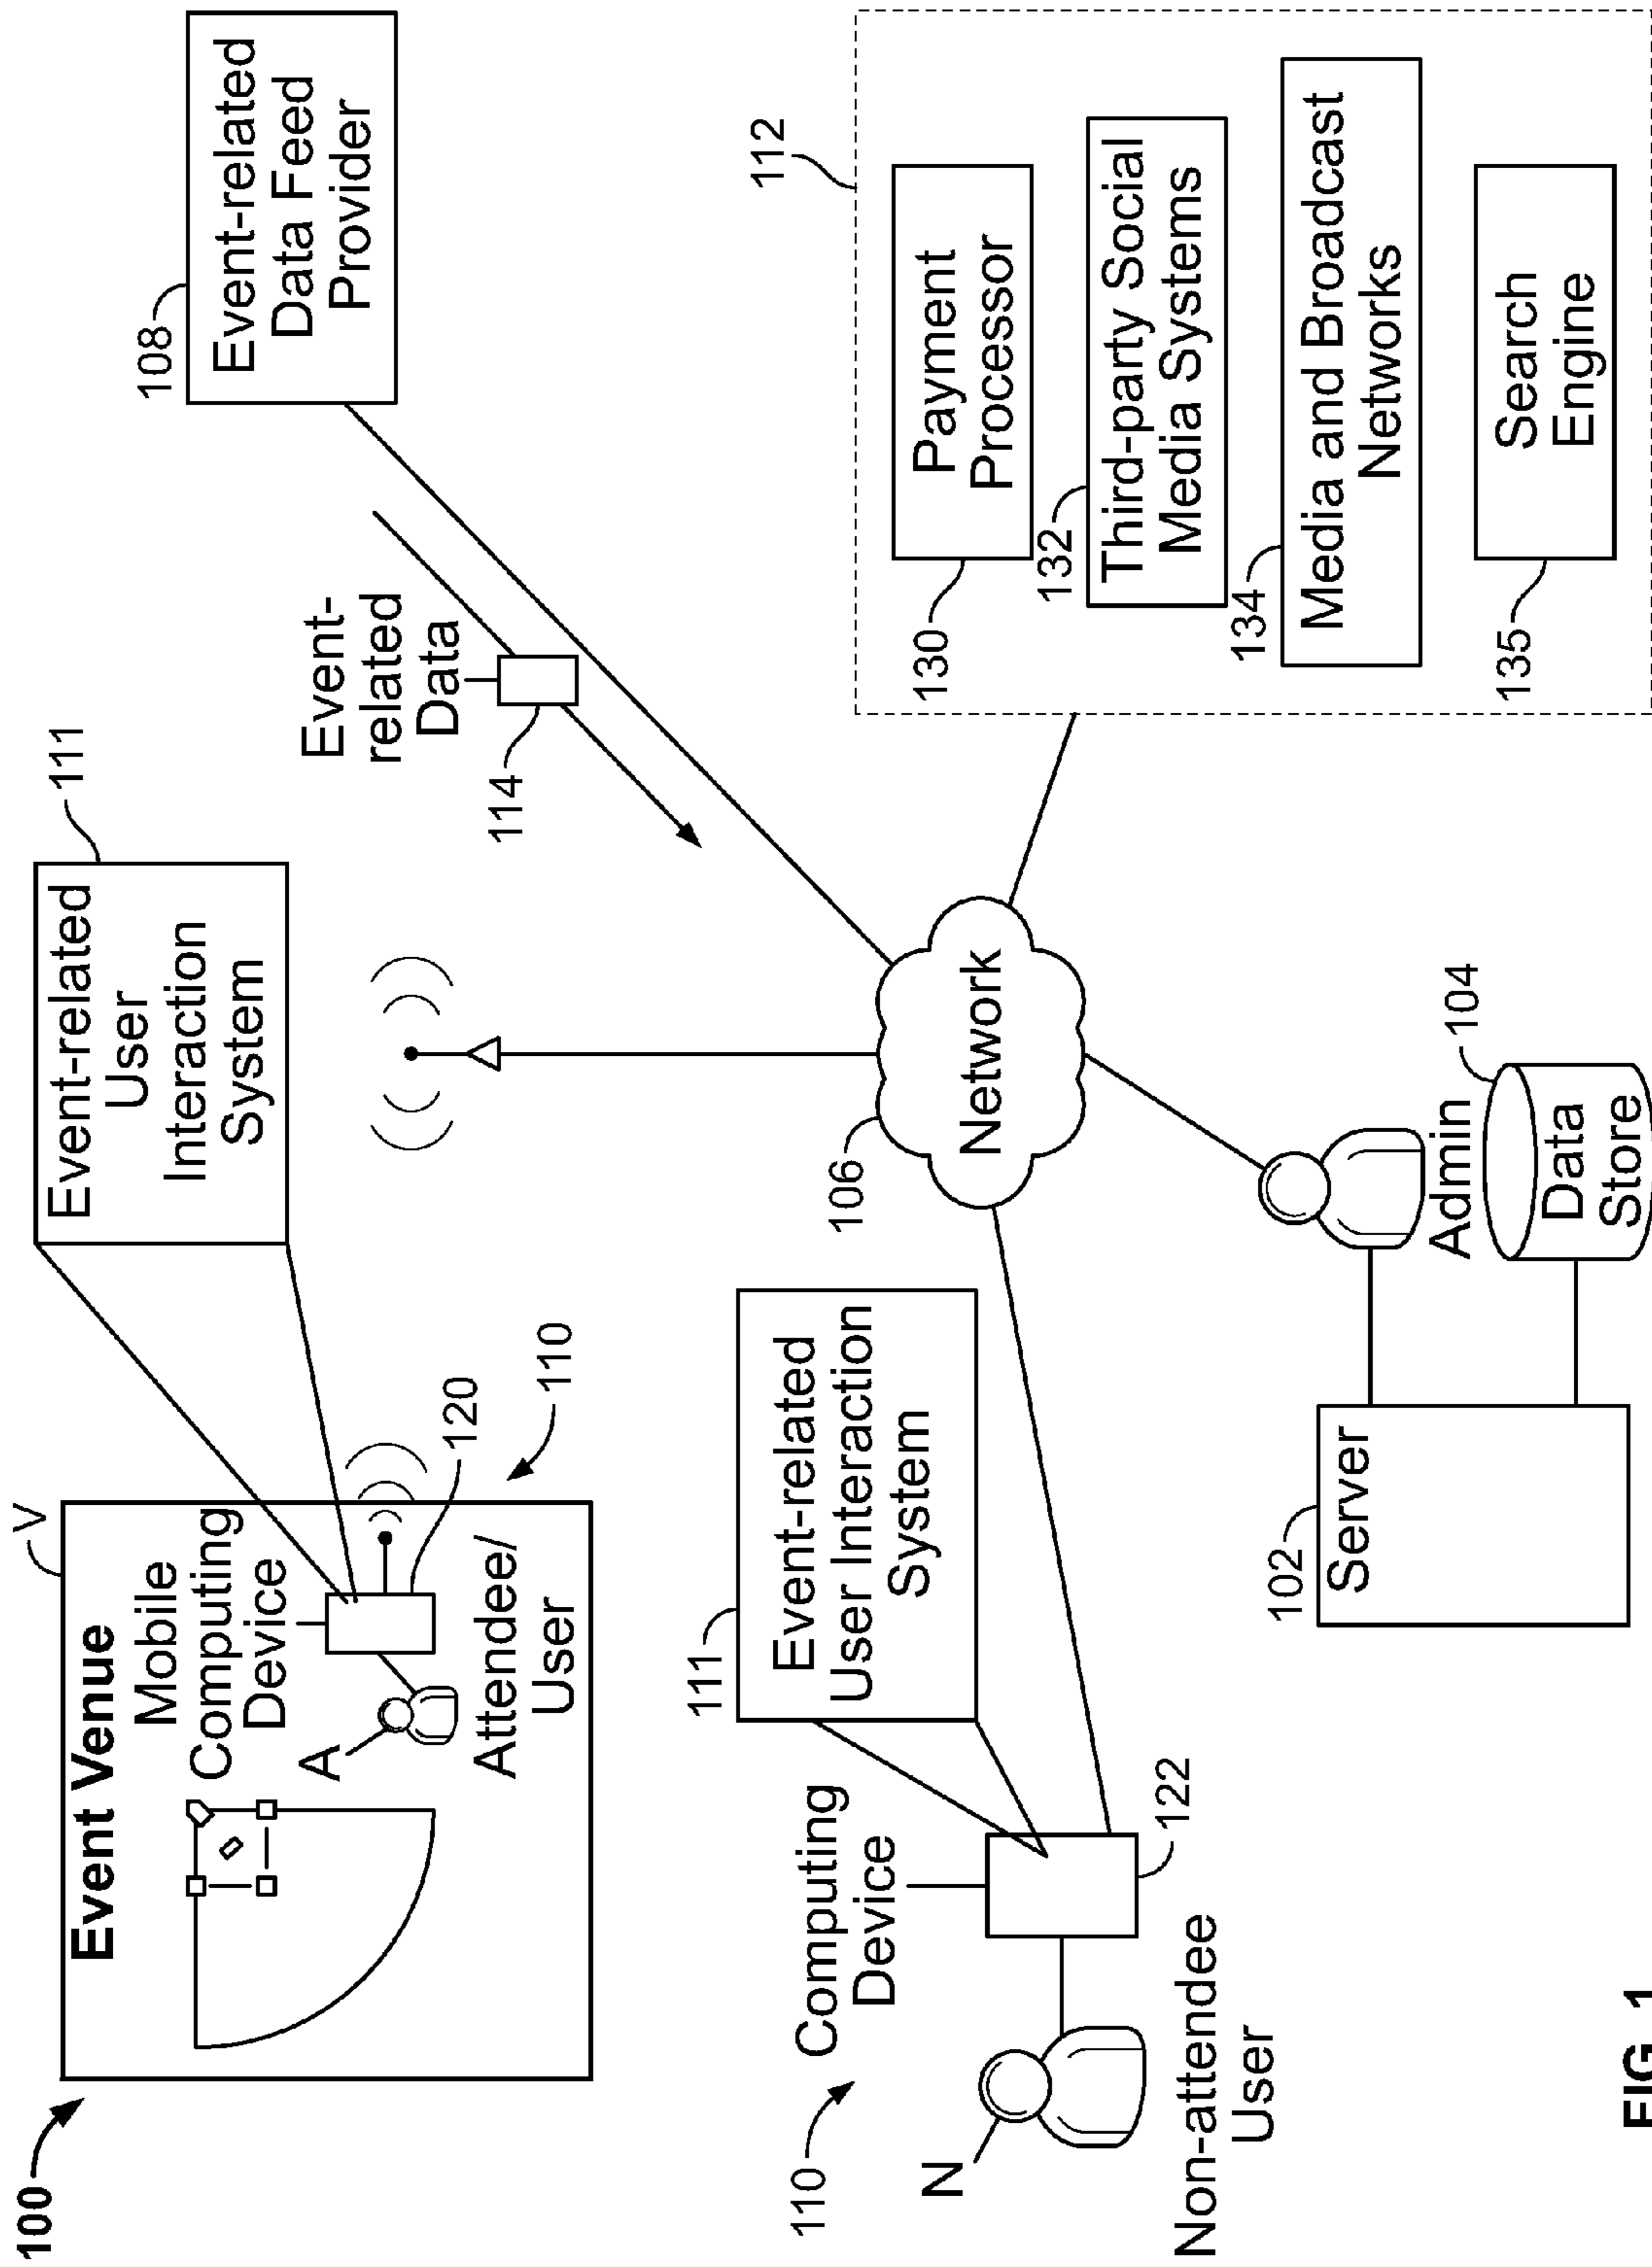 100
Event Venue
V
Mobile
Computing
Device
A
Attendee/
User
120
110
Event-related
User
Interaction
System
111
Event-
related
Data
114
108
Event-related
Data Feed
Provider
110
Computing
Device
N
Non-attendee
User
122
111
Event-related
User Interaction
System
106
Network
112
130
Payment
Processor
132
Third-party Social
Media Systems
134
Media and Broadcast
Networks
135
Search
Engine
102
Server
Admin
104
Data
Store
FIG. 1